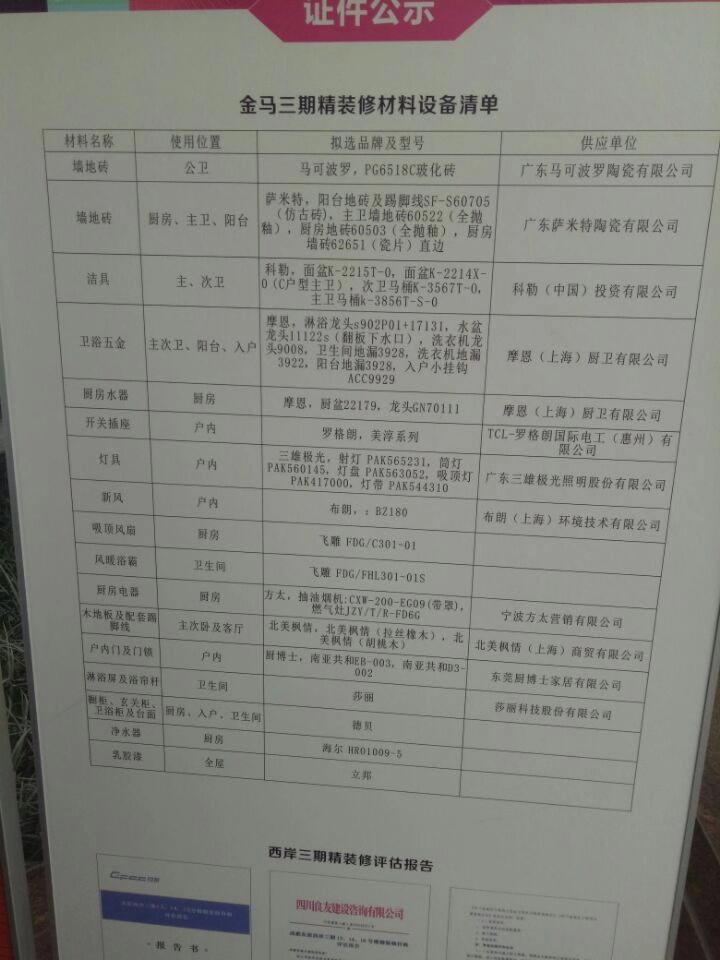 证件公示
金马三期精装修材料设备清单
材料名称 使用位置 拟选品牌及型号 供应单位
墙地砖 公卫 马可波罗，PG6518C玻化砖 广东马可波罗陶瓷有限公司
墙地砖 厨房、主卫、阳台 萨米特，阳台地砖及踢脚线SF-S60705
（仿古砖），主卫墙地砖60522（全抛
釉），厨房地砖60503（全抛釉），厨房
墙砖62651（瓷片）直边
广东萨米特陶瓷有限公司
洁具 主、次卫 科勒，面盆K-2215T-0，面盆K-2214X-
0（C户型主卫），次卫马桶K-3567T-0，
主卫马桶k-3856T-S-0
科勒（中国）投资有限公司
卫浴五金 主次卫、阳台、入户 摩恩，淋浴龙头s902P01+17131，水盆
龙头11122s（翻板下水口），洗衣机龙
头9008，卫生间地漏3928，洗衣机地漏
3922，阳台地漏3928，入户小挂钩
ACC9929
摩恩（上海）厨卫有限公司
厨房水器 厨房 摩恩，厨盆22179，龙头GN70111 摩恩（上海）厨卫有限公司
开关插座 户内 罗格朗，美淳系列 TCL-罗格朗国际电工（惠州）有
限公司
灯具 户内 三雄极光，射灯 PAK565231，筒灯
PAK560145，灯盘 PAK563052，吸顶灯
PAK417000，灯带 PAK544310
广东三雄极光照明股份有限公司
新风 户内 布朗，：BZ180 布朗（上海）环境技术有限公司
吸顶风扇 厨房 飞雕 FDG/C301-01
风暖浴霸 卫生间 飞雕 FDG/FHL301-01S
厨房电器 厨房 方太，抽油烟机:CXW-200-EG09(带罩)，
燃气灶JZY/T/R-FD6G
宁波方太营销有限公司
木地板及配套踢
脚线
主次卧及客厅 北美枫情，北美枫情（拉丝橡木），北
美枫情（胡桃木）
北美枫情（上海）商贸有限公司
户内门及门锁 户内 厨博士，南亚共和EB-003，南亚共和D3-
002
东莞厨博士家居有限公司
淋浴屏及浴帘杆 卫生间 莎丽 莎丽科技股份有限公司
橱柜、玄关柜、
卫浴柜及台面
厨房、入户、卫生间 德贝
净水器 厨房 海尔 HRO1009-5
乳胶漆 全屋 立邦
西岸三期精装修评估报告
报告书
四川良友建设咨询有限公司